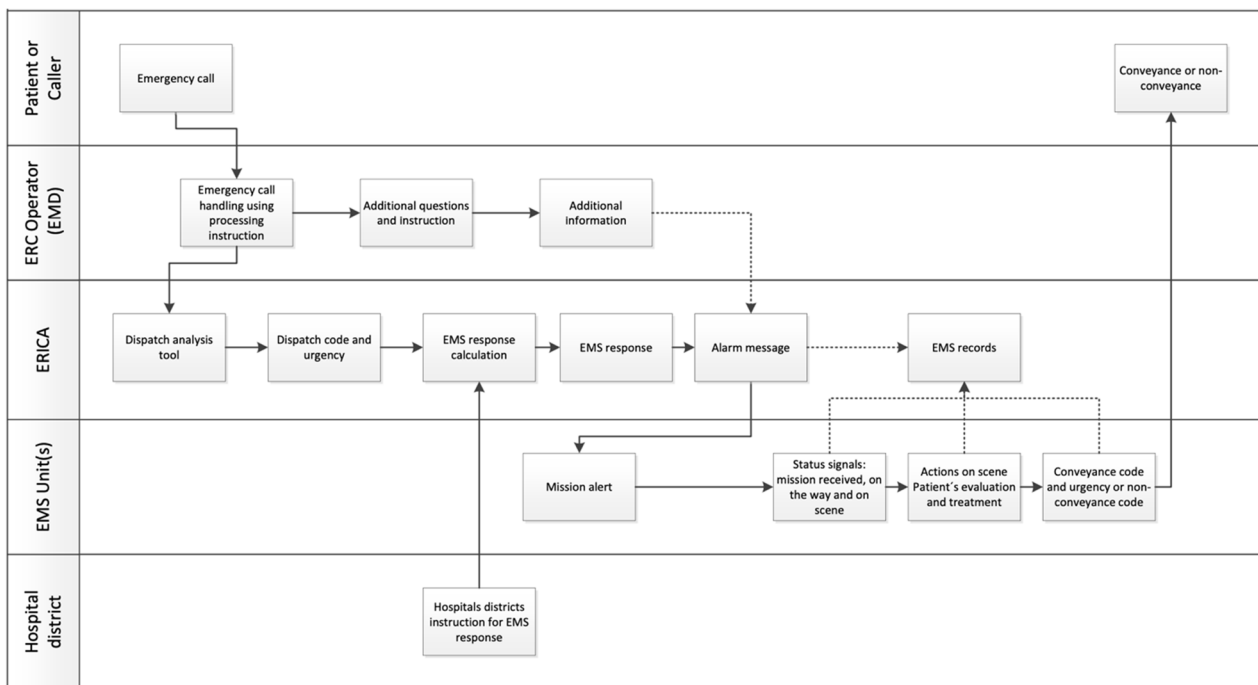 Patient or
Caller
Emergency call
Conveyance or non-
conveyance
ERC Operator
(EMD)
Emergency call
handling using
processing
instruction
Additional questions
and instruction
Additional
information
ERICA
Dispatch analysis
tool
Dispatch code and
urgency
EMS response
calculation
EMS response
Alarm message
EMS records
EMS Unit(s)
Mission alert
Status signals:
mission received, on
the way and on
scene
Actions on scene
Patient´s evaluation
and treatment
Conveyance code
and urgency or non-
conveyance code
Hospital
district
Hospitals districts
instruction for EMS
response